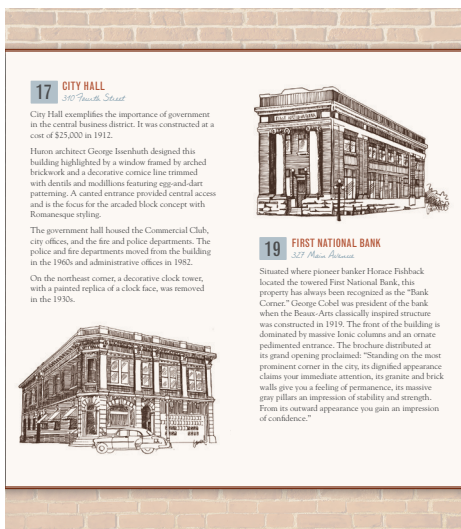 17
CITY HALL
310 Fourth Street
City Hall exemplifies the importance of government
in the central business district. It was constructed at a
cost of $25,000 in 1912.
Huron architect George Issenhuth designed this
building highlighted by a window framed by arched
brickwork and a decorative cornice line trimmed
with dentils and modillions featuring egg-and-dart
patterning. A canted entrance provided central access
and is the focus for the arcaded block concept with
Romanesque styling.
The government hall housed the Commercial Club,
city offices, and the fire and police departments. The
police and fire departments moved from the building
in the 1960s and administrative offices in 1982.
On the northeast corner, a decorative clock tower,
with a painted replica of a clock face, was removed
in the 1930s.
19
FIRST NATIONAL BANK
327 Main Avenue
Situated where pioneer banker Horace Fishback
located the towered First National Bank, this
property has always been recognized as the “Bank
Corner.” George Cobel was president of the bank
when the Beaux-Arts classically inspired structure
was constructed in 1919. The front of the building is
dominated by massive Ionic columns and an ornate
pedimented entrance. The brochure distributed at
its grand opening proclaimed: “Standing on the most
prominent corner in the city, its dignified appearance
claims your immediate attention, its granite and brick
walls give you a feeling of permanence, its massive
gray pillars an impression of stability and strength.
From its outward appearance you gain an impression
of confidence.”